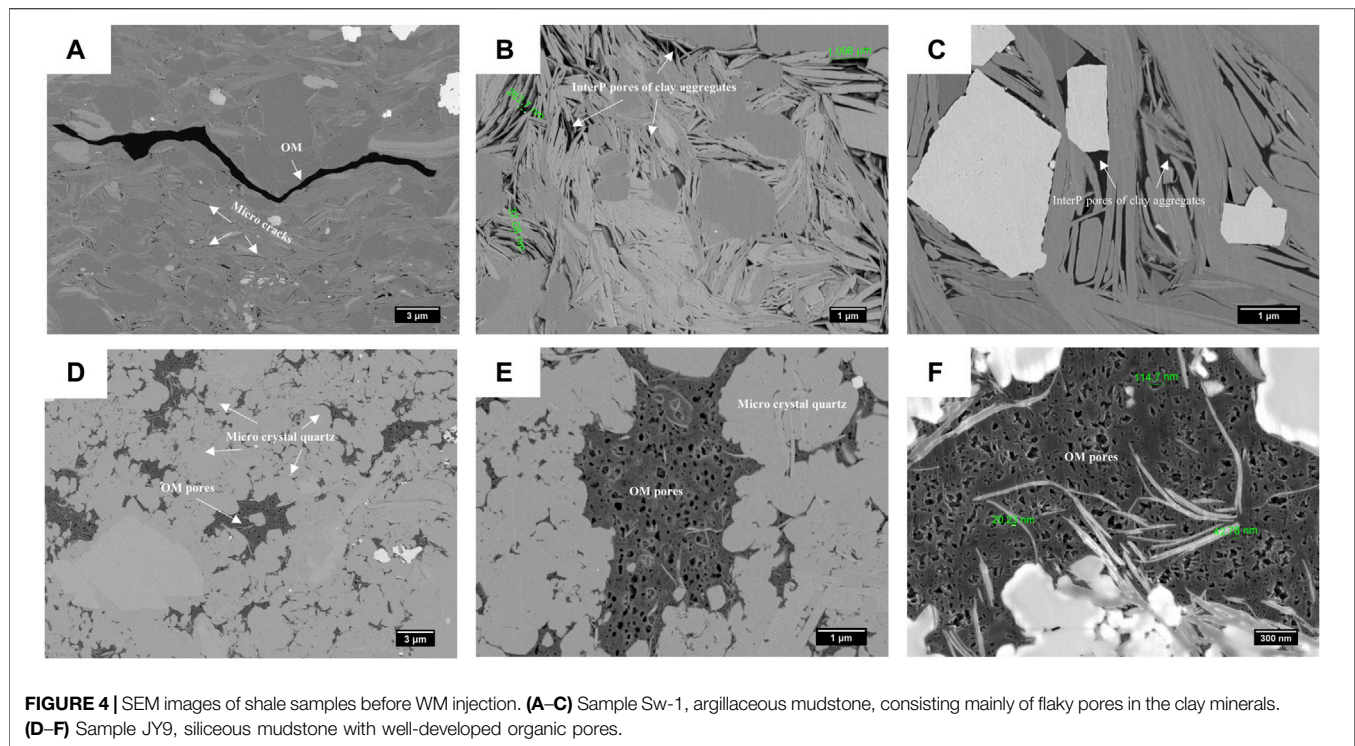 A
OM
Micro cracks
3 µm
B
InterP pores of clay aggregates
1 µm
C
InterP pores of clay aggregates
1 µm
D
Micro crystal quartz
OM pores
3 µm
E
Micro crystal quartz
OM pores
1 µm
F
114.7 nm
OM pores
20.23 nm
300 nm
FIGURE 4 | SEM images of shale samples before WM injection. (A–C) Sample Sw-1, argillaceous mudstone, consisting mainly of flaky pores in the clay minerals.
(D–F) Sample JY9, siliceous mudstone with well-developed organic pores.